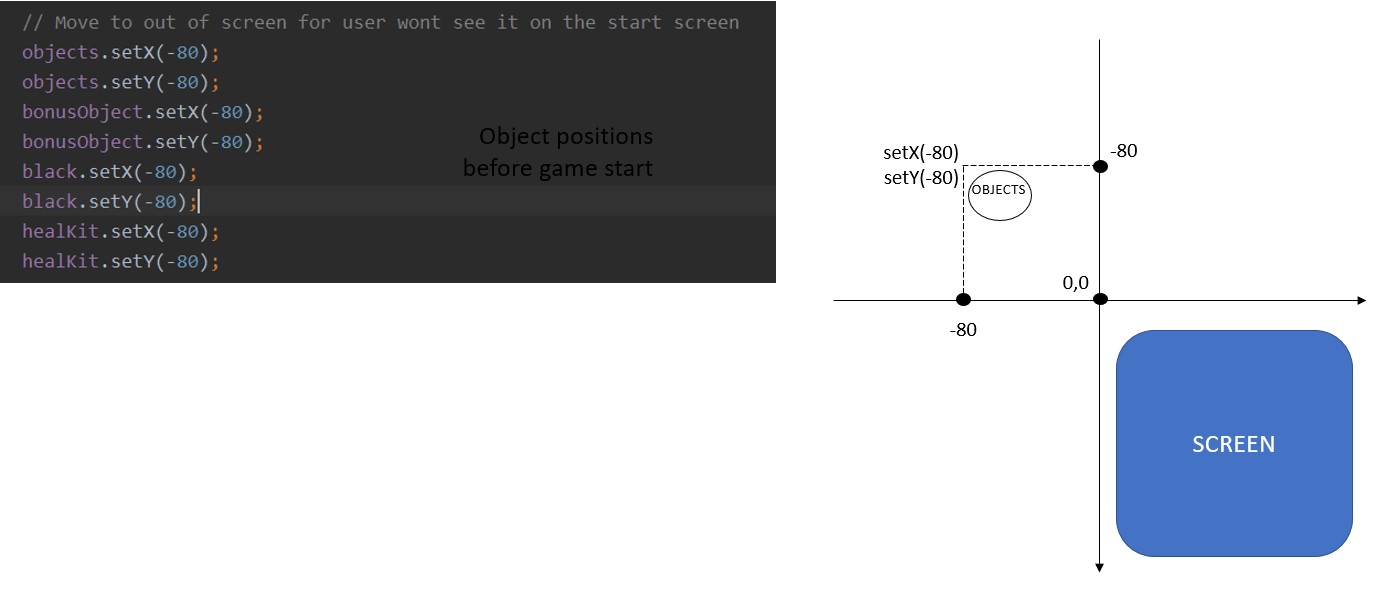 // Move to out of screen for user wont see it on the start screen
objects.setX(-80);
objects.setY(-80);
bonusObject.setX(-80);
bonusObject.setY(-80);
black.setX(-80);
black.setY(-80);
healKit.setX(-80);
healKit.setY(-80);
Object positions
before game start
setX(-80)
setY(-80)
-80
OBJECTS
0,0
-80
SCREEN